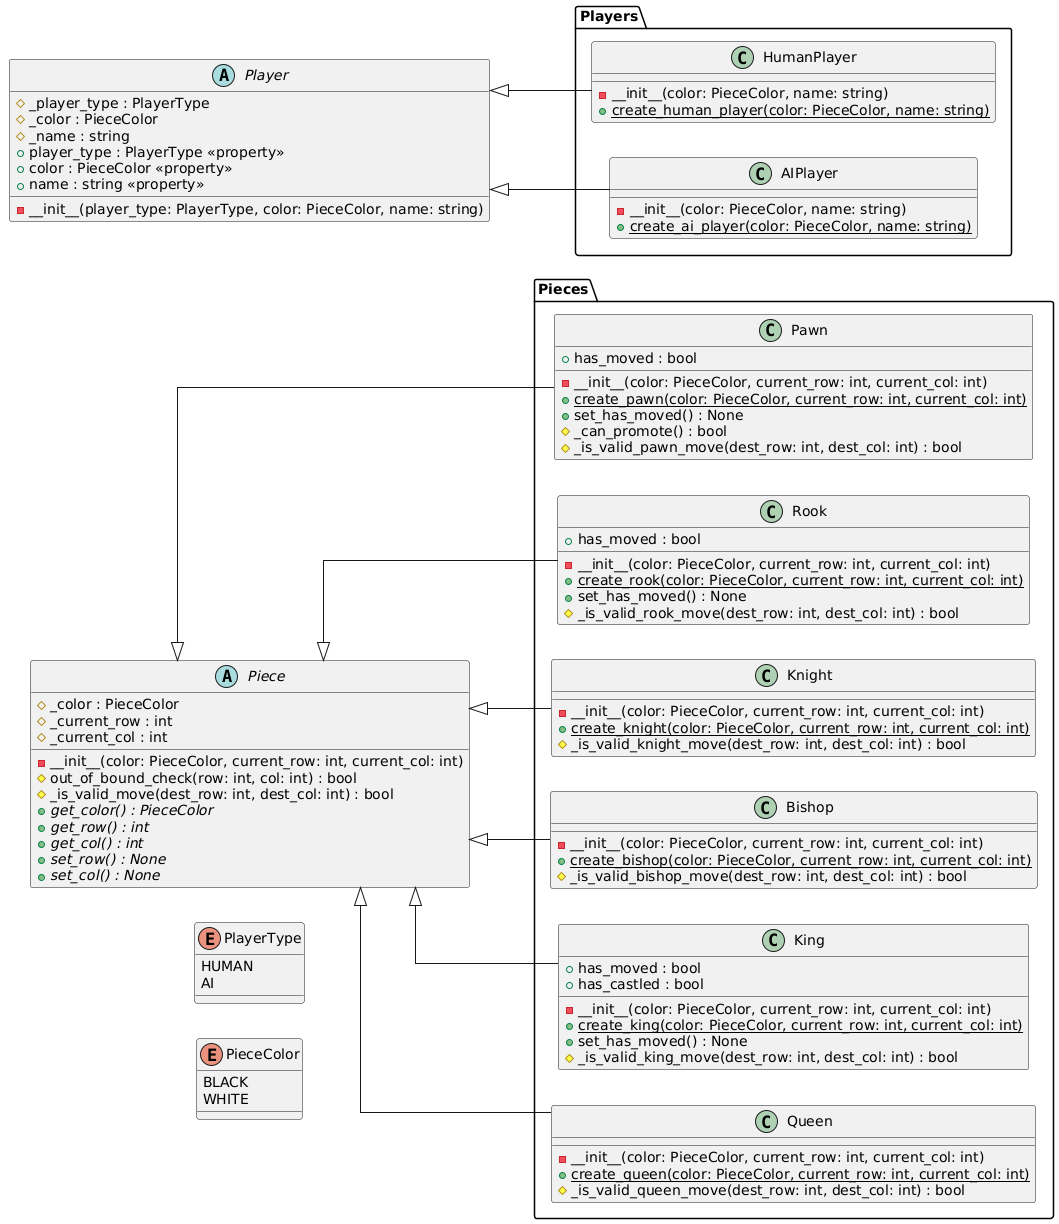 Players
A Player
_player_type : PlayerType
_color : PieceColor
_name : string
player_type : PlayerType «property»
color : PieceColor «property»
name : string «property»
__init__(player_type: PlayerType, color: PieceColor, name: string)
C HumanPlayer
__init__(color: PieceColor, name: string)
create_human_player(color: PieceColor, name: string)
C AIPlayer
__init__(color: PieceColor, name: string)
create_ai_player(color: PieceColor, name: string)
Pieces
C Pawn
has_moved : bool
__init__(color: PieceColor, current_row: int, current_col: int)
create_pawn(color: PieceColor, current_row: int, current_col: int)
set_has_moved() : None
_can_promote() : bool
_is_valid_pawn_move(dest_row: int, dest_col: int) : bool
C Rook
has_moved : bool
__init__(color: PieceColor, current_row: int, current_col: int)
create_rook(color: PieceColor, current_row: int, current_col: int)
set_has_moved() : None
_is_valid_rook_move(dest_row: int, dest_col: int) : bool
A Piece
_color : PieceColor
_current_row : int
_current_col : int
__init__(color: PieceColor, current_row: int, current_col: int)
out_of_bound_check(row: int, col: int) : bool
_is_valid_move(dest_row: int, dest_col: int) : bool
get_color() : PieceColor
get_row() : int
get_col() : int
set_row() : None
set_col() : None
C Knight
__init__(color: PieceColor, current_row: int, current_col: int)
create_knight(color: PieceColor, current_row: int, current_col: int)
_is_valid_knight_move(dest_row: int, dest_col: int) : bool
C Bishop
__init__(color: PieceColor, current_row: int, current_col: int)
create_bishop(color: PieceColor, current_row: int, current_col: int)
_is_valid_bishop_move(dest_row: int, dest_col: int) : bool
E PlayerType
HUMAN
AI
C King
has_moved : bool
has_castled : bool
__init__(color: PieceColor, current_row: int, current_col: int)
create_king(color: PieceColor, current_row: int, current_col: int)
set_has_moved() : None
_is_valid_king_move(dest_row: int, dest_col: int) : bool
E PieceColor
BLACK
WHITE
C Queen
__init__(color: PieceColor, current_row: int, current_col: int)
create_queen(color: PieceColor, current_row: int, current_col: int)
_is_valid_queen_move(dest_row: int, dest_col: int) : bool